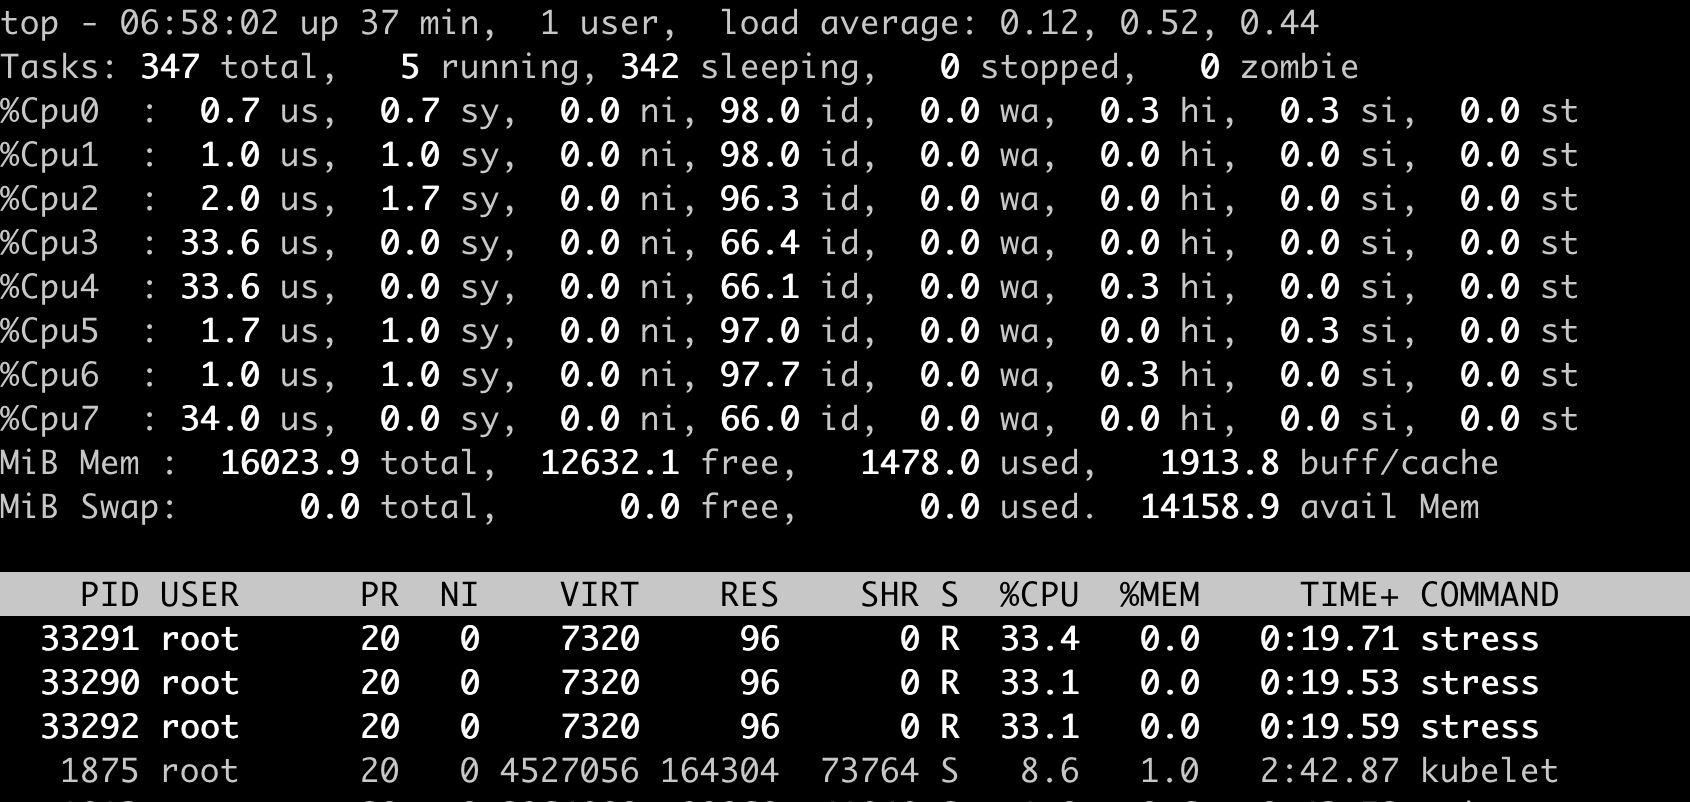 top - 06:58:02 up 37 min,  1 user,  load average: 0.12, 0.52, 0.44
Tasks: 347 total,   5 running, 342 sleeping,   0 stopped,   0 zombie
%Cpu0  :  0.7 us,  0.7 sy,  0.0 ni, 98.0 id,  0.0 wa,  0.3 hi,  0.3 si,  0.0 st
%Cpu1  :  1.0 us,  1.0 sy,  0.0 ni, 98.0 id,  0.0 wa,  0.0 hi,  0.0 si,  0.0 st
%Cpu2  :  2.0 us,  1.7 sy,  0.0 ni, 96.3 id,  0.0 wa,  0.0 hi,  0.0 si,  0.0 st
%Cpu3  : 33.6 us,  0.0 sy,  0.0 ni, 66.4 id,  0.0 wa,  0.0 hi,  0.0 si,  0.0 st
%Cpu4  : 33.6 us,  0.0 sy,  0.0 ni, 66.1 id,  0.0 wa,  0.3 hi,  0.0 si,  0.0 st
%Cpu5  :  1.7 us,  1.0 sy,  0.0 ni, 97.0 id,  0.0 wa,  0.0 hi,  0.3 si,  0.0 st
%Cpu6  :  1.0 us,  1.0 sy,  0.0 ni, 97.7 id,  0.0 wa,  0.3 hi,  0.0 si,  0.0 st
%Cpu7  : 34.0 us,  0.0 sy,  0.0 ni, 66.0 id,  0.0 wa,  0.0 hi,  0.0 si,  0.0 st
MiB Mem :  16023.9 total,  12632.1 free,   1478.0 used,   1913.8 buff/cache
MiB Swap:      0.0 total,      0.0 free,      0.0 used.  14158.9 avail Mem
PID USER      PR  NI    VIRT    RES    SHR S  %CPU  %MEM     TIME+ COMMAND
33291 root      20   0    7320     96      0 R  33.4   0.0   0:19.71 stress
33290 root      20   0    7320     96      0 R  33.1   0.0   0:19.53 stress
33292 root      20   0    7320     96      0 R  33.1   0.0   0:19.59 stress
1875 root      20   0 4527056 164304  73764 S   8.6   1.0   2:42.87 kubelet